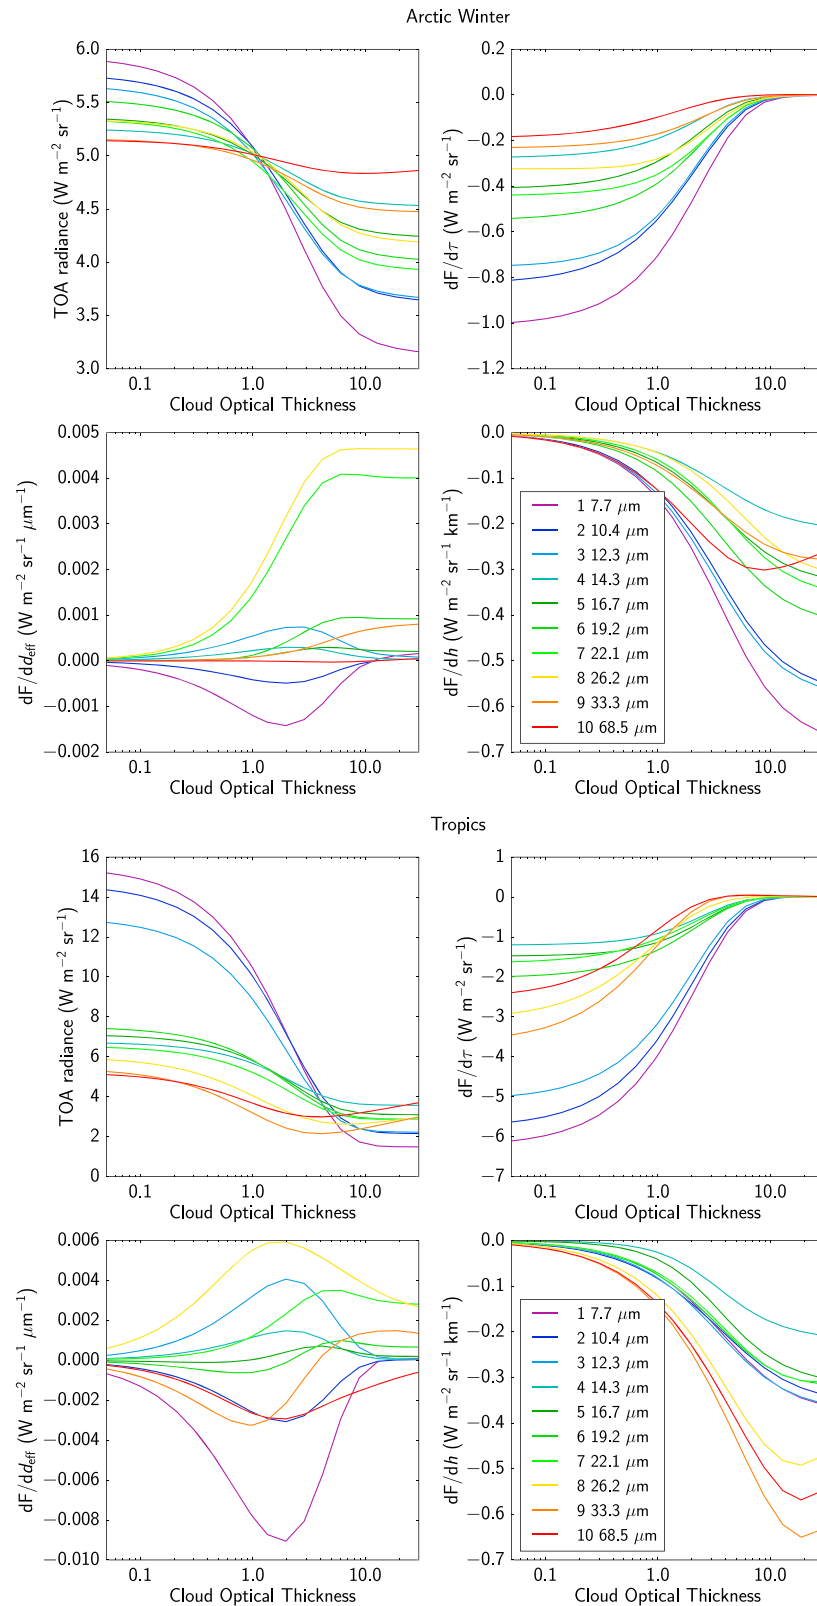 Arctic Winter
TOA radiance (W m−2 sr−1)
6.0
5.5
5.0
4.5
4.0
3.5
3.0
0.1 1.0 10.0
Cloud Optical Thickness
dF/dτ (W m−2 sr−1)
0.2
0.0
−0.2
−0.4
−0.6
−0.8
−1.0
−1.2
0.1 1.0 10.0
Cloud Optical Thickness
dF/ddeff (W m−2 sr−1 μm−1)
0.005
0.004
0.003
0.002
0.001
0.000
−0.001
−0.002
0.1 1.0 10.0
Cloud Optical Thickness
dF/dh (W m−2 sr−1 km−1)
0.0
−0.1
−0.2
−0.3
−0.4
−0.5
−0.6
−0.7
1 7.7 μm
2 10.4 μm
3 12.3 μm
4 14.3 μm
5 16.7 μm
6 19.2 μm
7 22.1 μm
8 26.2 μm
9 33.3 μm
10 68.5 μm
0.1 1.0 10.0
Cloud Optical Thickness
Tropics
TOA radiance (W m−2 sr−1)
16
14
12
10
8
6
4
2
0
0.1 1.0 10.0
Cloud Optical Thickness
dF/dτ (W m−2 sr−1)
1
0
−1
−2
−3
−4
−5
−6
−7
0.1 1.0 10.0
Cloud Optical Thickness
dF/ddeff (W m−2 sr−1 μm−1)
0.006
0.004
0.002
0.000
−0.002
−0.004
−0.006
−0.008
−0.010
0.1 1.0 10.0
Cloud Optical Thickness
dF/dh (W m−2 sr−1 km−1)
0.0
−0.1
−0.2
−0.3
−0.4
−0.5
−0.6
−0.7
1 7.7 μm
2 10.4 μm
3 12.3 μm
4 14.3 μm
5 16.7 μm
6 19.2 μm
7 22.1 μm
8 26.2 μm
9 33.3 μm
10 68.5 μm
0.1 1.0 10.0
Cloud Optical Thickness